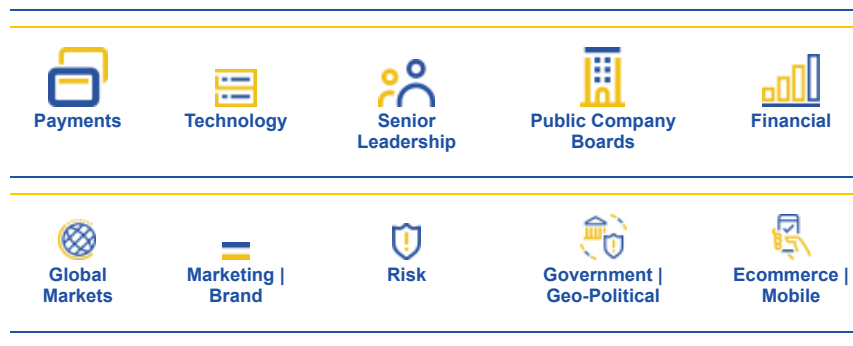 Payments
Technology
Senior
Leadership
Public Company
Boards
Financial
Global
Markets
Marketing |
Brand
Risk
Government |
Geo-Political
Ecommerce |
Mobile